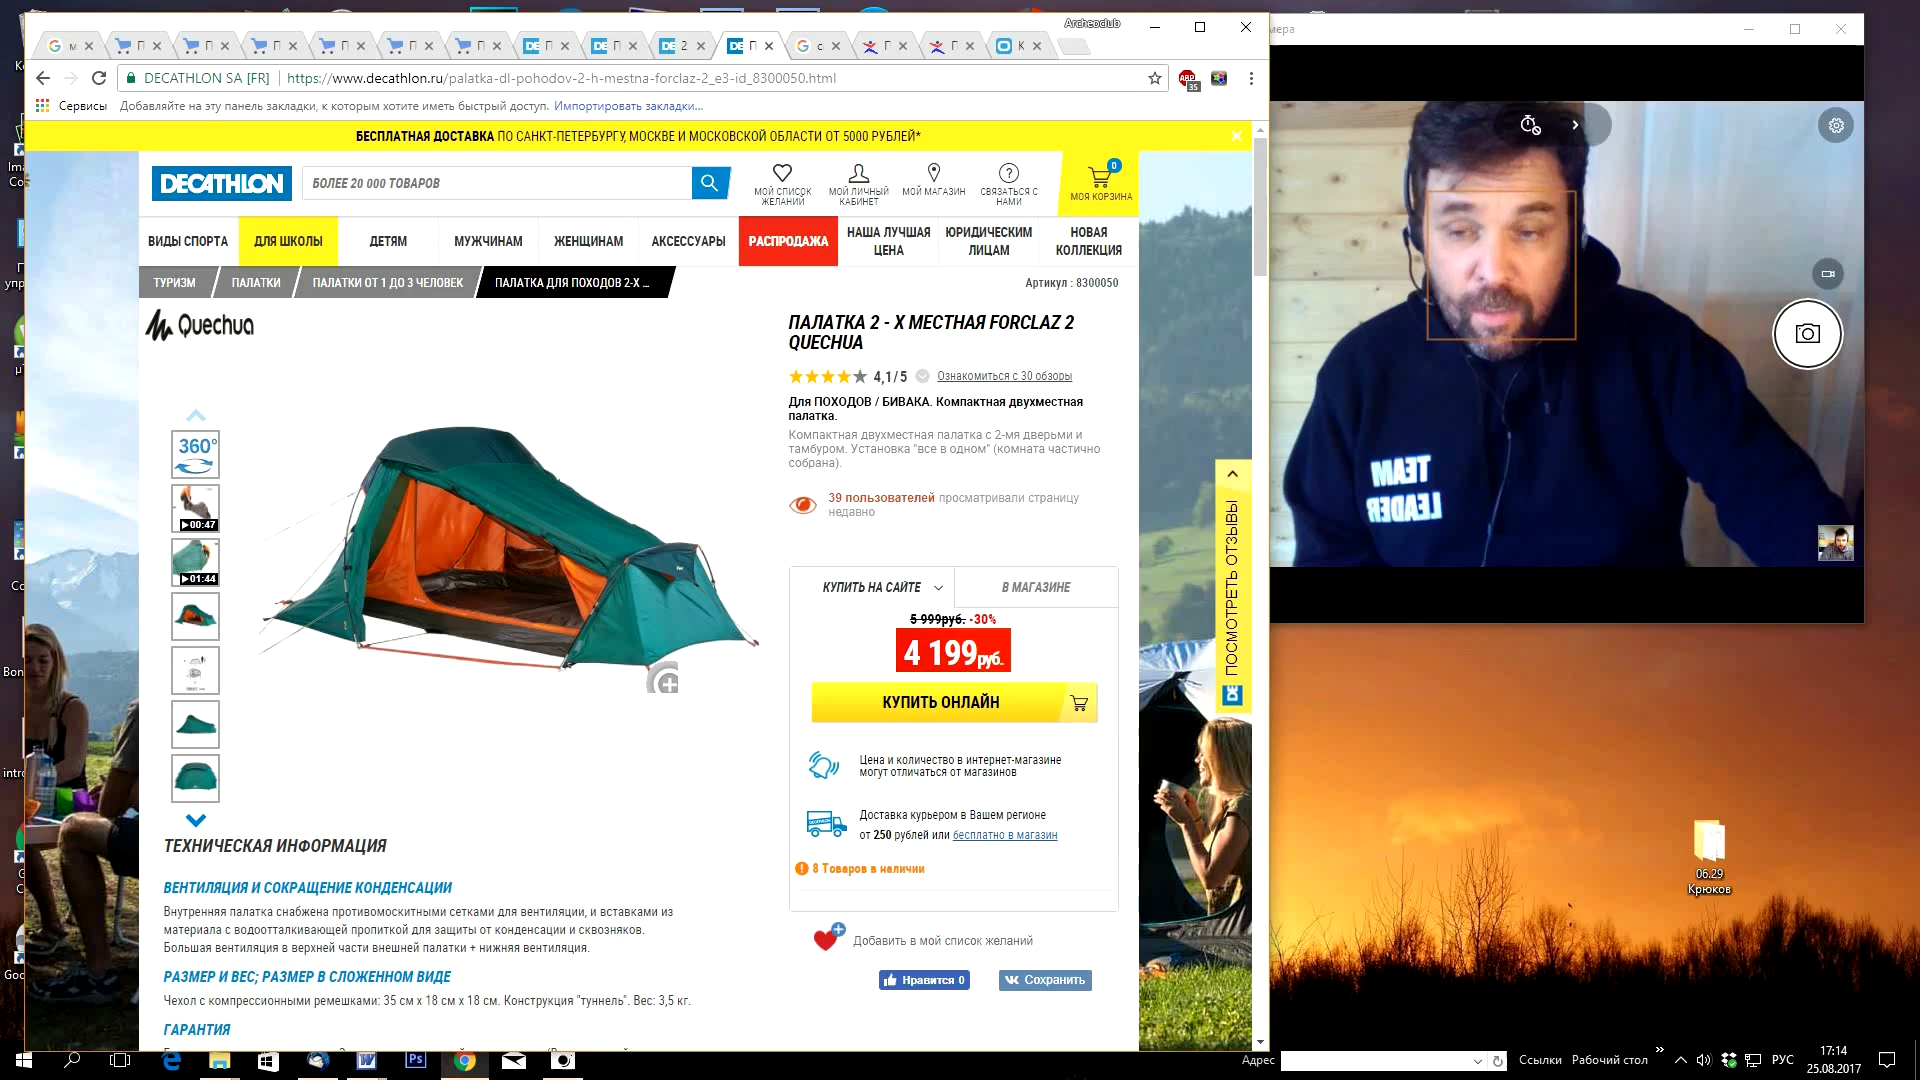 Archeoclub
мера
DECATHLON SA [FR] https://www.decathlon.ru/palatka-dl-pohodov-2-h-mestna-forclaz-2_e3-id_8300050.html
35
Сервисы Добавляйте на эту панель закладки, к которым хотите иметь быстрый доступ. Импортировать закладки...
БЕСПЛАТНАЯ ДОСТАВКА ПО САНКТ-ПЕТЕРБУРГУ, МОСКВЕ И МОСКОВСКОЙ ОБЛАСТИ ОТ 5000 РУБЛЕЙ*
DECATHLON
БОЛЕЕ 20 000 ТОВАРОВ
МОЙ СПИСОК ЖЕЛАНИЙ
МОЙ ЛИЧНЫЙ КАБИНЕТ
МОЙ МАГАЗИН
СВЯЗАТЬСЯ С НАМИ
0
МОЯ КОРЗИНА
ВИДЫ СПОРТА
ДЛЯ ШКОЛЫ
ДЕТЯМ
МУЖЧИНАМ
ЖЕНЩИНАМ
АКСЕССУАРЫ
РАСПРОДАЖА
НАША ЛУЧШАЯ ЦЕНА
ЮРИДИЧЕСКИМ ЛИЦАМ
НОВАЯ КОЛЛЕКЦИЯ
ТУРИЗМ
ПАЛАТКИ
ПАЛАТКИ ОТ 1 ДО 3 ЧЕЛОВЕК
ПАЛАТКА ДЛЯ ПОХОДОВ 2-Х ...
Артикул : 8300050
Quechua
ПАЛАТКА 2 - Х МЕСТНАЯ FORCLAZ 2
QUECHUA
4,1/5 Ознакомиться с 30 обзоры
Для ПОХОДОВ / БИВАКА. Компактная двухместная
палатка.
Компактная двухместная палатка с 2-мя дверьми и
тамбуром. Установка "все в одном" (комната частично
собрана).
39 пользователей просматривали страницу
недавно
360°
00:47
01:44
КУПИТЬ НА САЙТЕ
В МАГАЗИНЕ
5 999руб. -30%
4 199руб.
КУПИТЬ ОНЛАЙН
Цена и количество в интернет-магазине
могут отличаться от магазинов
Доставка курьером в Вашем регионе
от 250 рублей или бесплатно в магазин
8 Товаров в наличии
Добавить в мой список желаний
Нравится 0
Сохранить
ПОСМОТРЕТЬ ОТЗЫВЫ
ТЕХНИЧЕСКАЯ ИНФОРМАЦИЯ
ВЕНТИЛЯЦИЯ И СОКРАЩЕНИЕ КОНДЕНСАЦИИ
Внутренняя палатка снабжена противомоскитными сетками для вентиляции, и вставками из
материала с водоотталкивающей пропиткой для защиты от конденсации и сквозняков.
Большая вентиляция в верхней части внешней палатки + нижняя вентиляция.
РАЗМЕР И ВЕС; РАЗМЕР В СЛОЖЕННОМ ВИДЕ
Чехол с компрессионными ремешками: 35 см x 18 см x 18 см. Конструкция "туннель". Вес: 3,5 кг.
ГАРАНТИЯ
TEAM
LEADER
06.29
Крюков
Адрес
Ссылки
Рабочий стол
РУС
17:14
25.08.2017